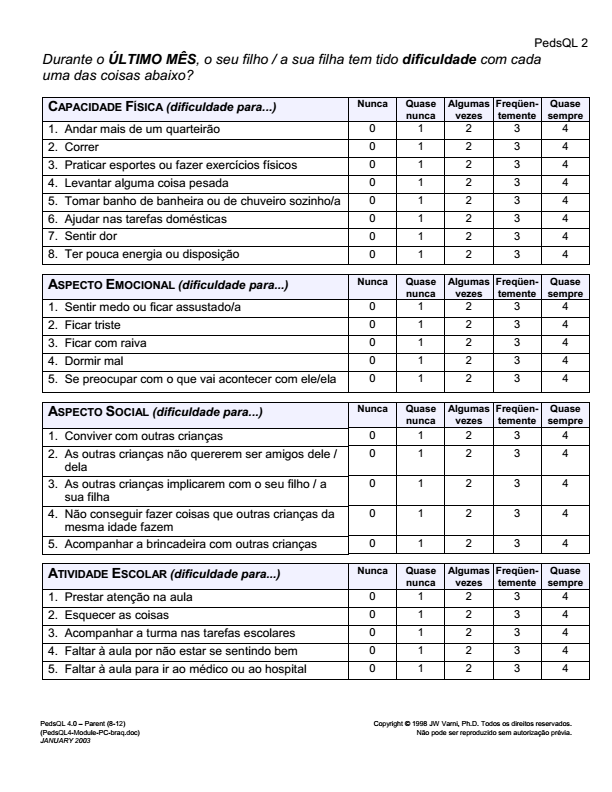 PedsQL 2
Durante o ÚLTIMO MÊS, o seu filho / a sua filha tem tido dificuldade com cada
uma das coisas abaixo?
CAPACIDADE FÍSICA (dificuldade para...) Nunca Quase nunca Algumas vezes Freqüen-temente Quase sempre
1. Andar mais de um quarteirão 0 1 2 3 4
2. Correr 0 1 2 3 4
3. Praticar esportes ou fazer exercícios físicos 0 1 2 3 4
4. Levantar alguma coisa pesada 0 1 2 3 4
5. Tomar banho de banheira ou de chuveiro sozinho/a 0 1 2 3 4
6. Ajudar nas tarefas domésticas 0 1 2 3 4
7. Sentir dor 0 1 2 3 4
8. Ter pouca energia ou disposição 0 1 2 3 4
ASPECTO EMOCIONAL (dificuldade para...) Nunca Quase nunca Algumas vezes Freqüen-temente Quase sempre
1. Sentir medo ou ficar assustado/a 0 1 2 3 4
2. Ficar triste 0 1 2 3 4
3. Ficar com raiva 0 1 2 3 4
4. Dormir mal 0 1 2 3 4
5. Se preocupar com o que vai acontecer com ele/ela 0 1 2 3 4
ASPECTO SOCIAL (dificuldade para...) Nunca Quase nunca Algumas vezes Freqüen-temente Quase sempre
1. Conviver com outras crianças 0 1 2 3 4
2. As outras crianças não quererem ser amigos dele / 0 1 2 3 4
dela
3. As outras crianças implicarem com o seu filho / a 0 1 2 3 4
sua filha
4. Não conseguir fazer coisas que outras crianças da 0 1 2 3 4
mesma idade fazem
5. Acompanhar a brincadeira com outras crianças 0 1 2 3 4
ATIVIDADE ESCOLAR (dificuldade para...) Nunca Quase nunca Algumas vezes Freqüen-temente Quase sempre
1. Prestar atenção na aula 0 1 2 3 4
2. Esquecer as coisas 0 1 2 3 4
3. Acompanhar a turma nas tarefas escolares 0 1 2 3 4
4. Faltar à aula por não estar se sentindo bem 0 1 2 3 4
5. Faltar à aula para ir ao médico ou ao hospital 0 1 2 3 4
PedsQL 4.0 – Parent (8-12) Copyright © 1998 JW Varni, Ph.D. Todos os direitos reservados.
(PedsQL4-Module-PC-braq.doc) Não pode ser reproduzido sem autorização prévia.
JANUARY 2003